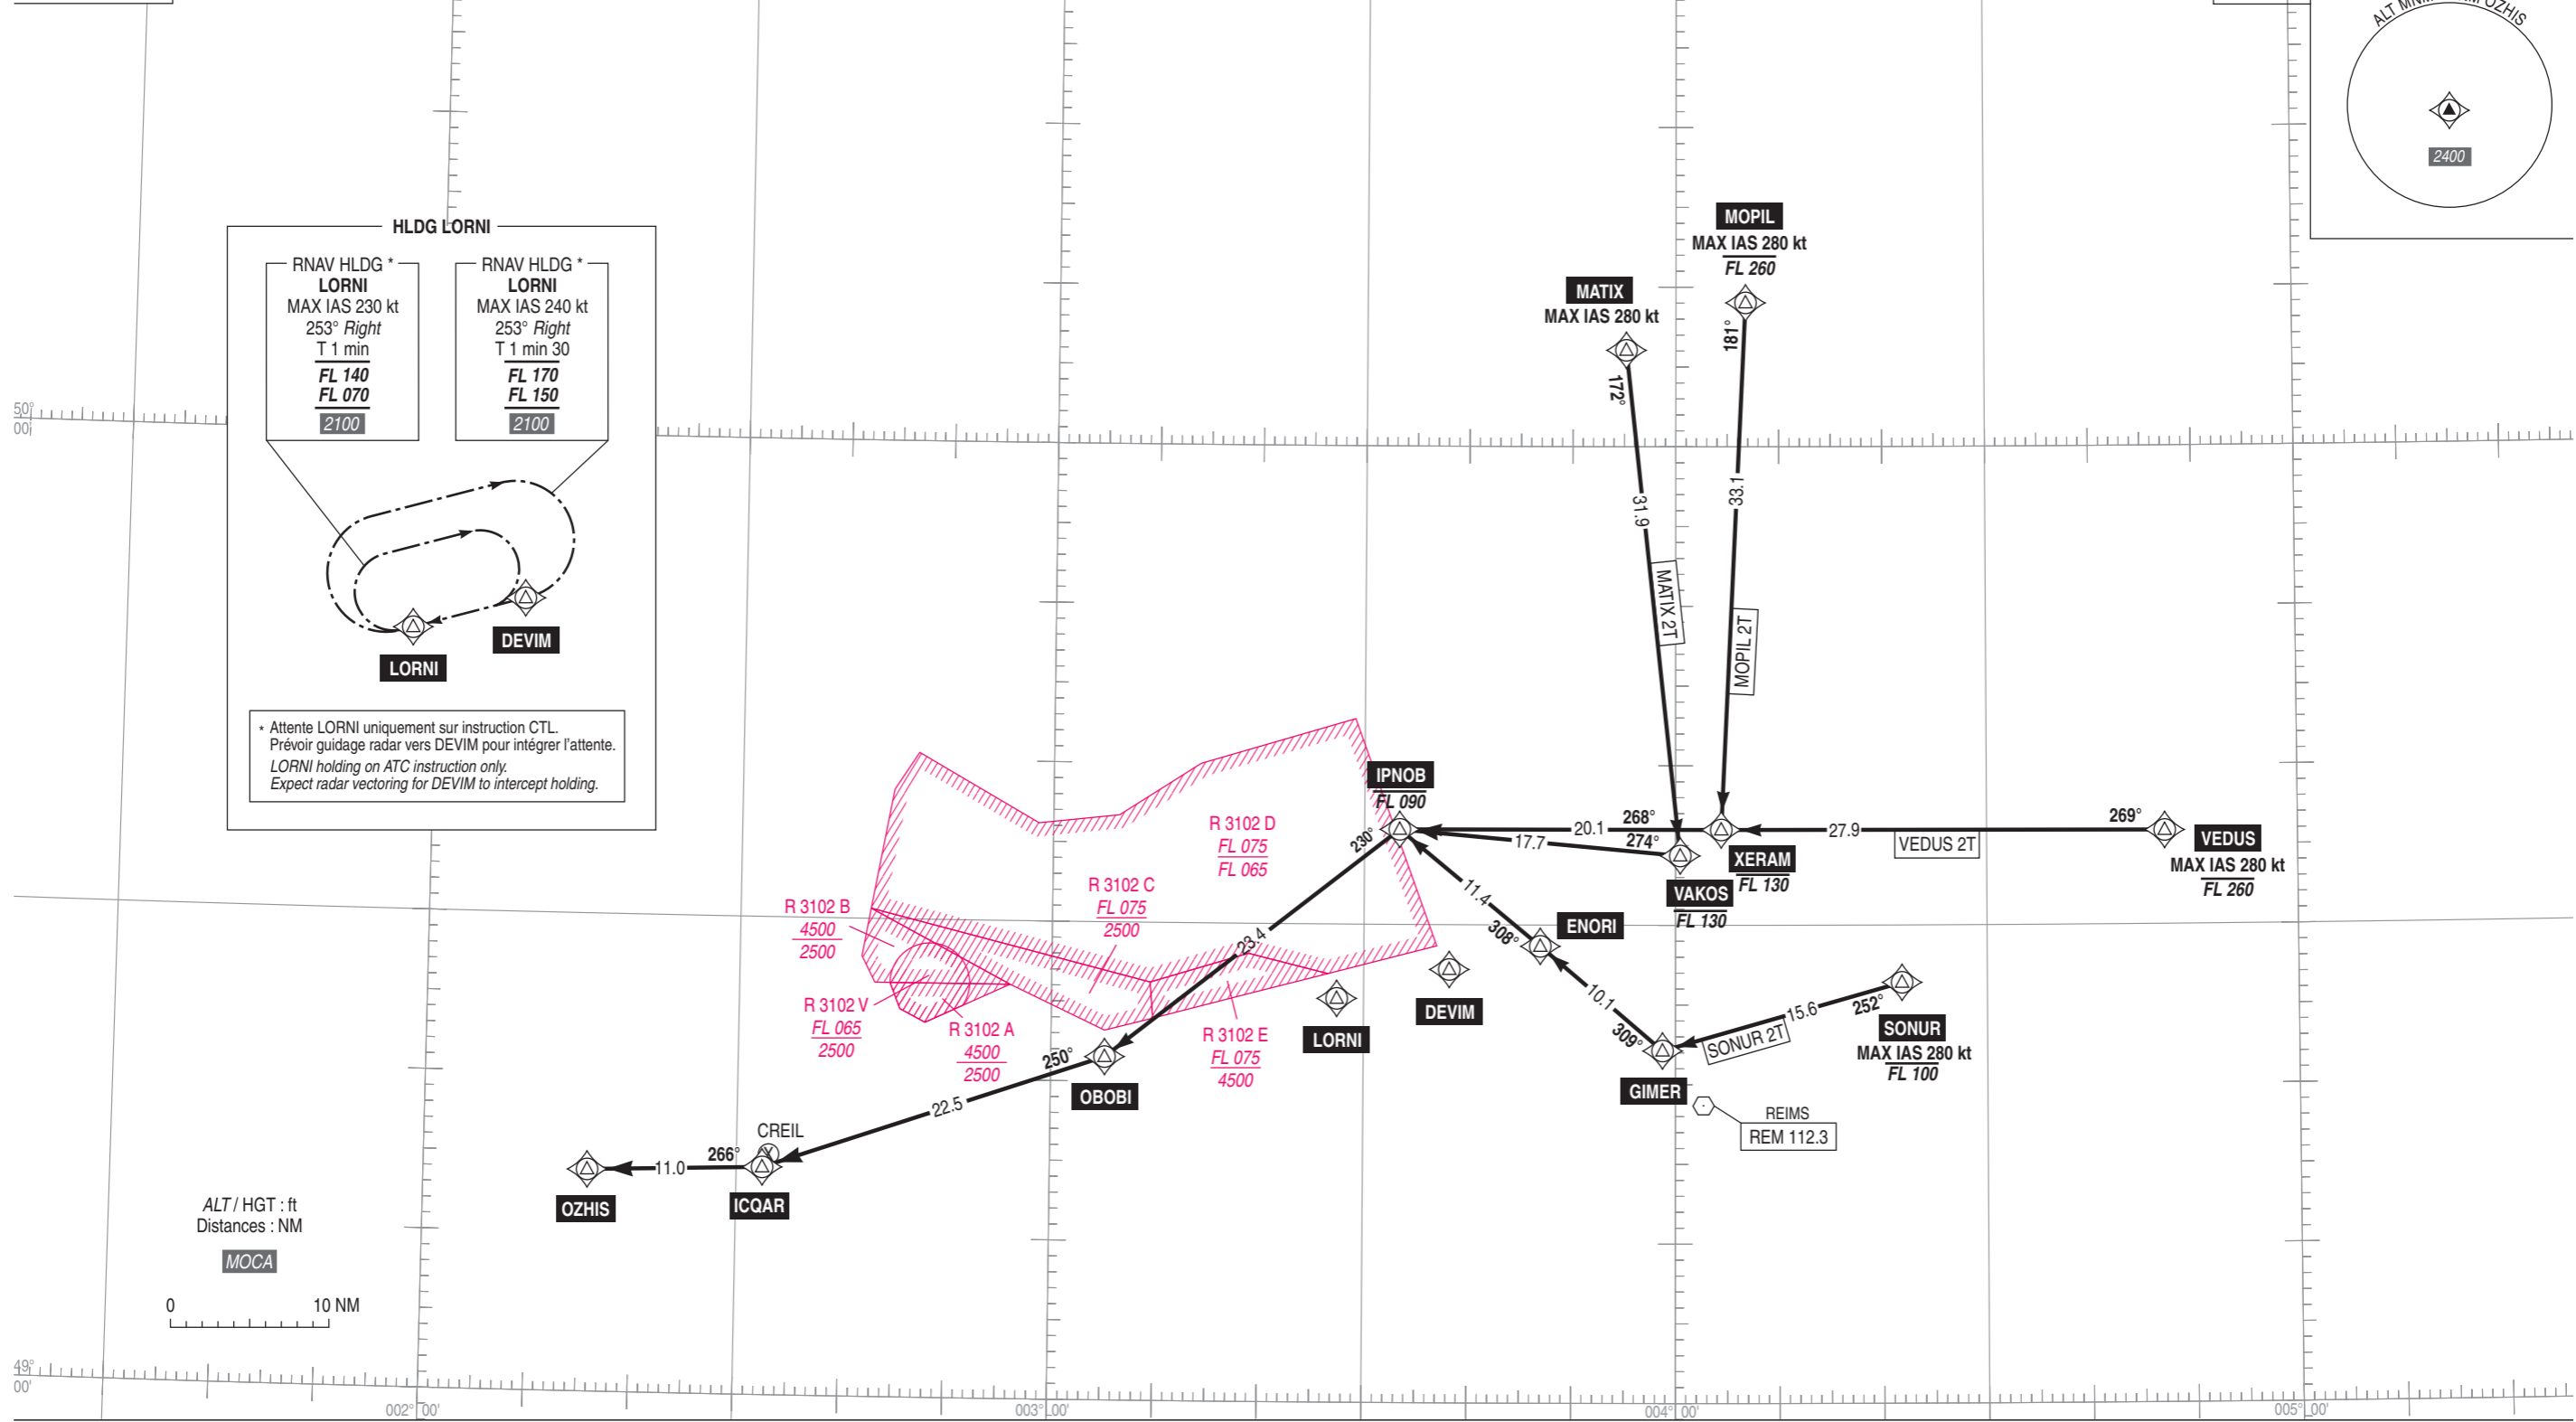 ALT MNM
OZHIS
2400
HLDG LORNI
RNAV HLDG *
LORNI
MAX IAS 230 kt
253° Right
T 1 min
FL 140
FL 070
2100
RNAV HLDG *
LORNI
MAX IAS 240 kt
253° Right
T 1 min 30
FL 170
FL 150
2100
DEVIM
LORNI
* Attente LORNI uniquement sur instruction CTL.
Prévoir guidage radar vers DEVIM pour intégrer l'attente.
LORNI holding on ATC instruction only.
Expect radar vectoring for DEVIM to intercept holding.
MOPIL
MAX IAS 280 kt
FL 260
181°
33.1
MOPIL 2T
MATIX
MAX IAS 280 kt
172°
31.9
MATIX 2T
50°
00'
IPNOB
FL 090
230°
20.1
268°
17.7
274°
XERAM
FL 130
VAKOS
FL 130
27.9
VEDUS 2T
269°
VEDUS
MAX IAS 280 kt
FL 260
R 3102 D
FL 075
FL 065
R 3102 C
FL 075
2500
R 3102 B
4500
2500
R 3102 V
FL 065
2500
R 3102 A
4500
2500
R 3102 E
FL 075
4500
23.4
11.4
308°
ENORI
10.1
309°
GIMER
15.6
252°
SONUR 2T
SONUR
MAX IAS 280 kt
FL 100
DEVIM
LORNI
REIMS
REM 112.3
250°
OBOBI
22.5
CREIL
266°
ICQAR
11.0
OZHIS
ALT / HGT : ft
Distances : NM
MOCA
0 10 NM
49°
00'
002° 00'
003° 00'
004° 00'
005° 00'